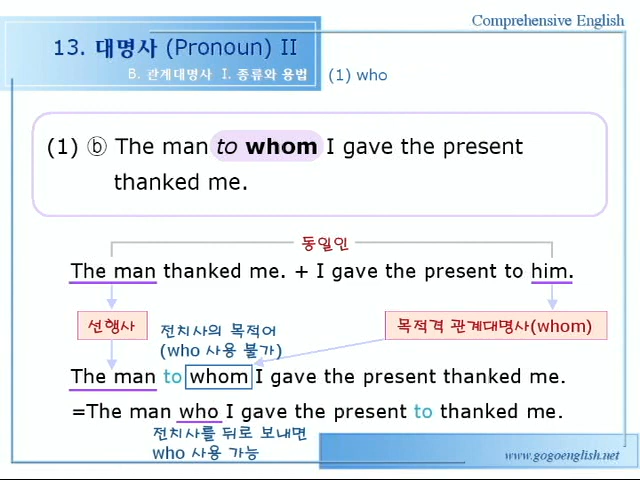 Comprehensive English
13. 대명사 (Pronoun) II
B. 관계대명사 I. 종류와 용법
(1) who
(1) ⓑ The man to whom I gave the present
thanked me.
동일인
The man thanked me. + I gave the present to him.
선행사
전치사의 목적어
(who 사용 불가)
목적격 관계대명사(whom)
The man to whom I gave the present thanked me.
=The man who I gave the present to thanked me.
전치사를 뒤로 보내면
who 사용 가능
www.gogoenglish.net